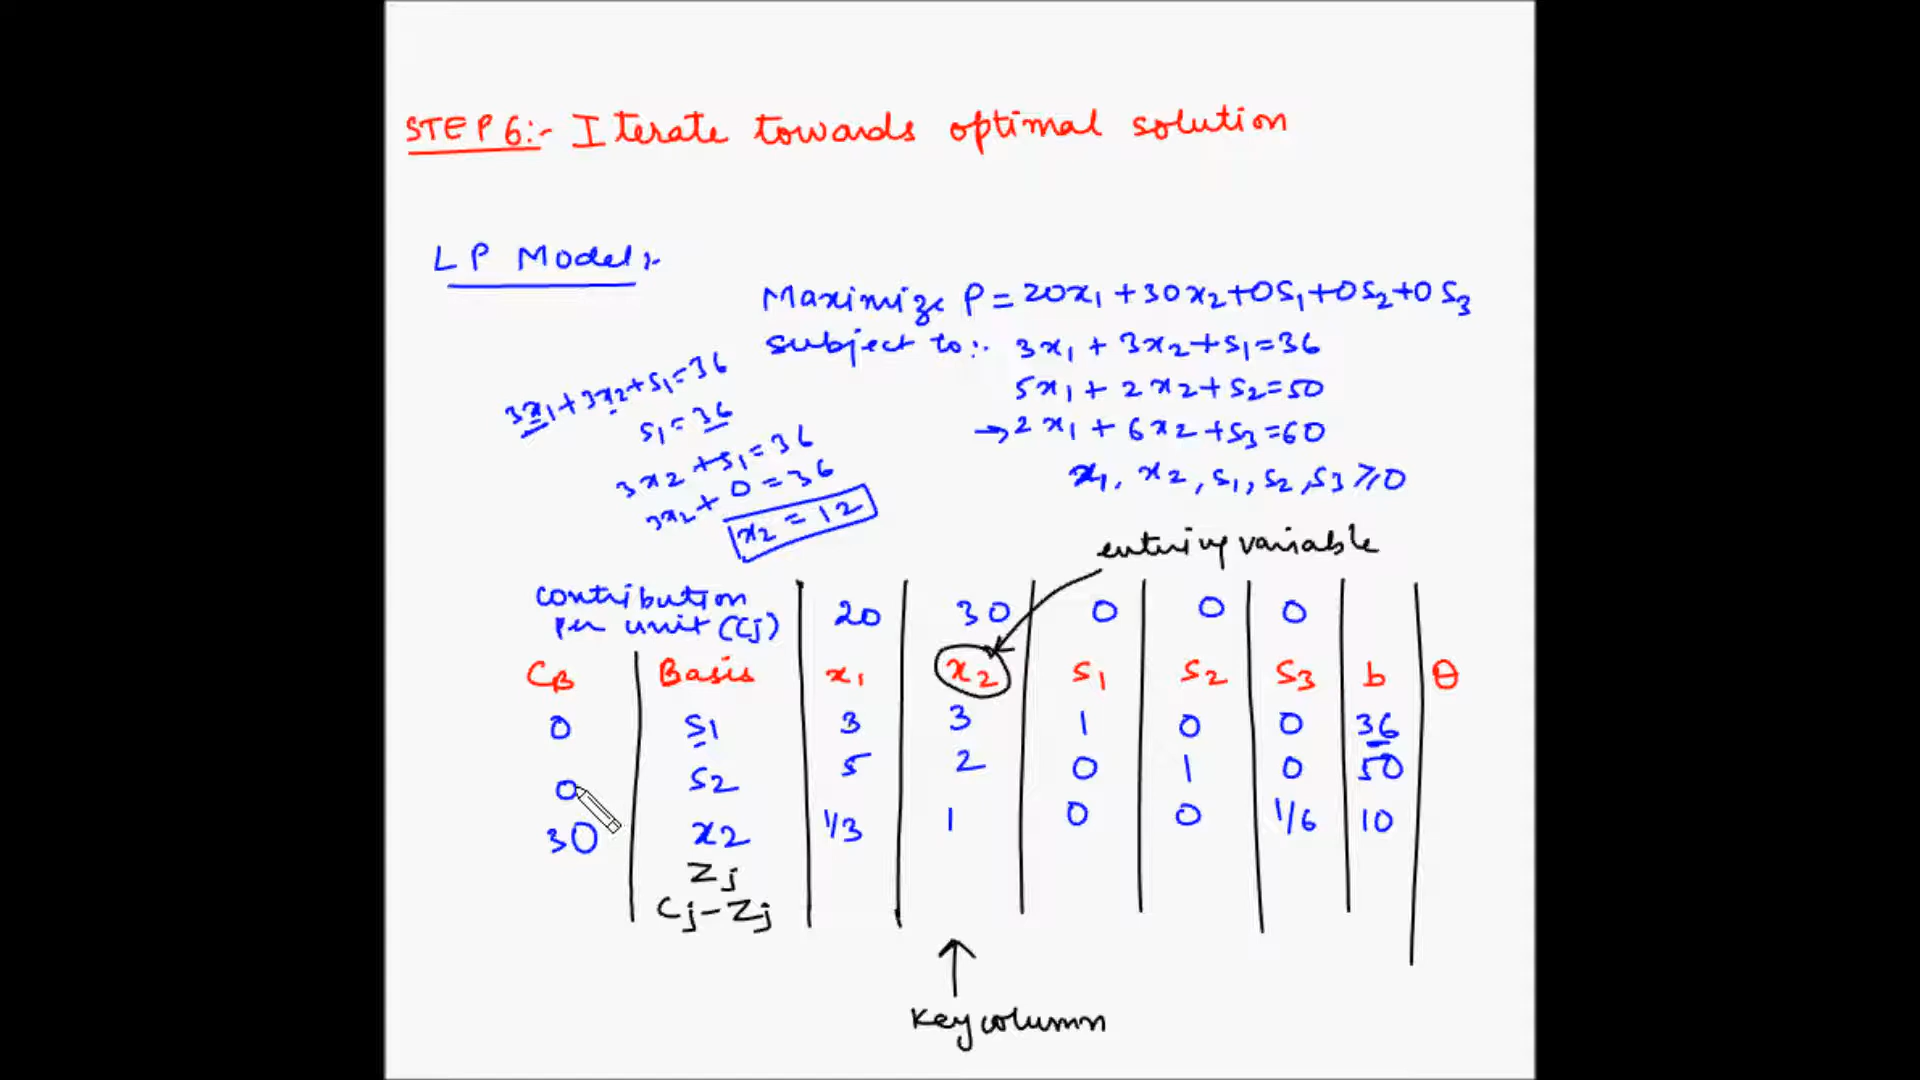 STEP 6:- Iterate towards optimal solution
LP Model:-
Maximize P = 20x₁ + 30x₂ + 0S₁ + 0S₂ + 0S₃
Subject to:- 3x₁ + 3x₂ + S₁ = 36
5x₁ + 2x₂ + S₂ = 50
→ 2x₁ + 6x₂ + S₃ = 60
x₁, x₂, S₁, S₂, S₃ ≥ 0
3x₁ + 3x₂ + S₁ = 36
S₁ = 36
3x₂ + S₁ = 36
3x₂ + 0 = 36
x₂ = 12
entering variable
contribution per unit (Cj) 20 30 0 0 0
CB Basis x₁ x₂ S₁ S₂ S₃ b θ
0 S1 3 3 1 0 0 36
0 S2 5 2 0 1 0 50
30 x2 1/3 1 0 0 1/6 10
Zj
Cj-Zj
Key column